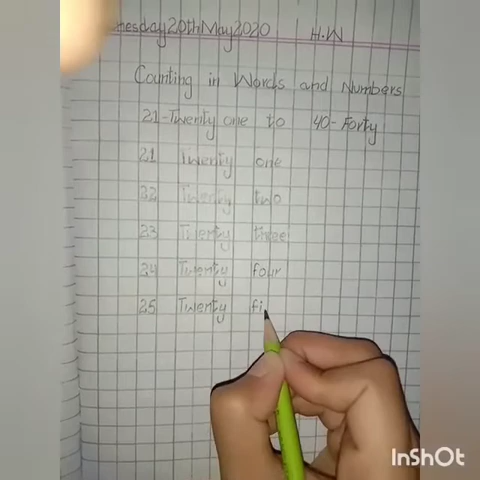 20th May 2020 H.W
Counting in Words and Numbers
21-Twenty one to 40-Forty
21 Twenty one
22 Twenty two
23 Twenty three
24 Twenty four
25 Twenty fi
InShOt